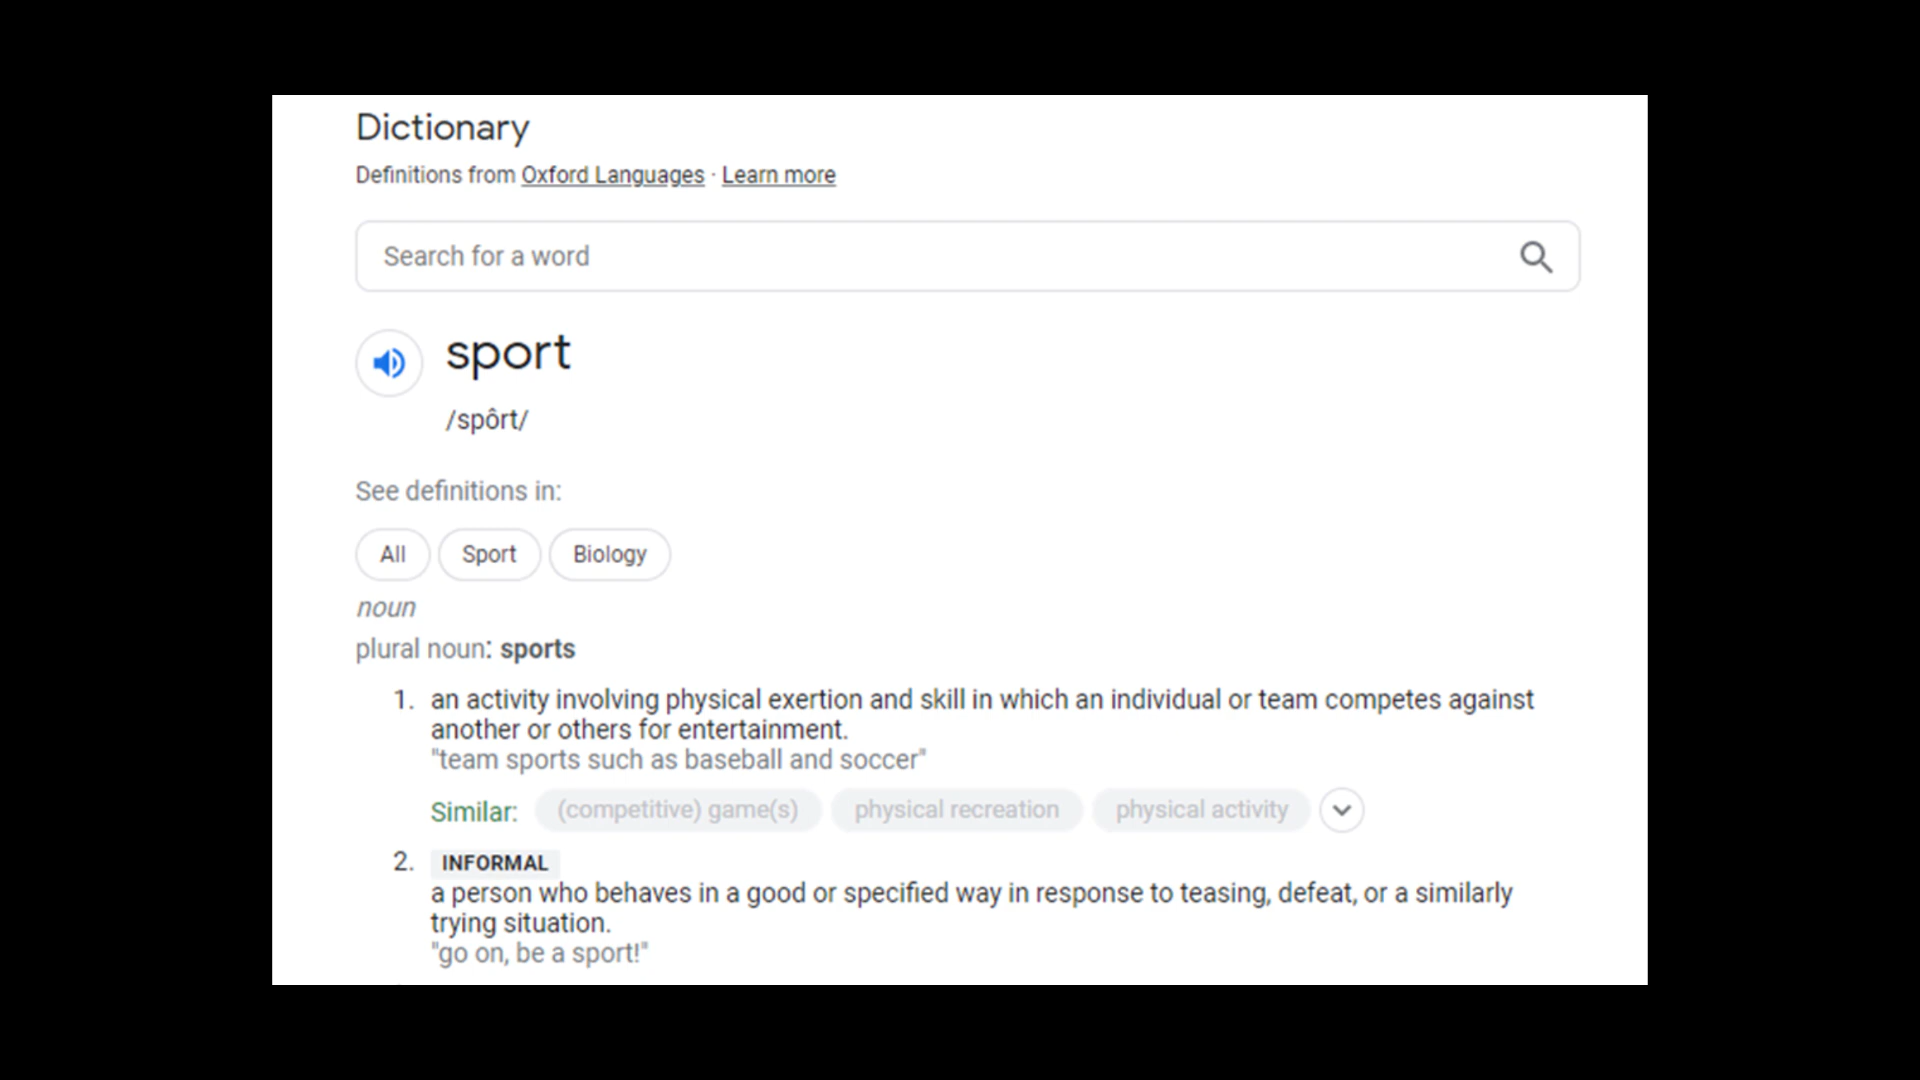 Dictionary
Definitions from Oxford Languages · Learn more
Search for a word
sport
/spôrt/
See definitions in:
All Sport Biology
noun
plural noun: sports
1. an activity involving physical exertion and skill in which an individual or team competes against
another or others for entertainment.
"team sports such as baseball and soccer"
Similar: (competitive) game(s) physical recreation physical activity
2. INFORMAL
a person who behaves in a good or specified way in response to teasing, defeat, or a similarly
trying situation.
"go on, be a sport!"